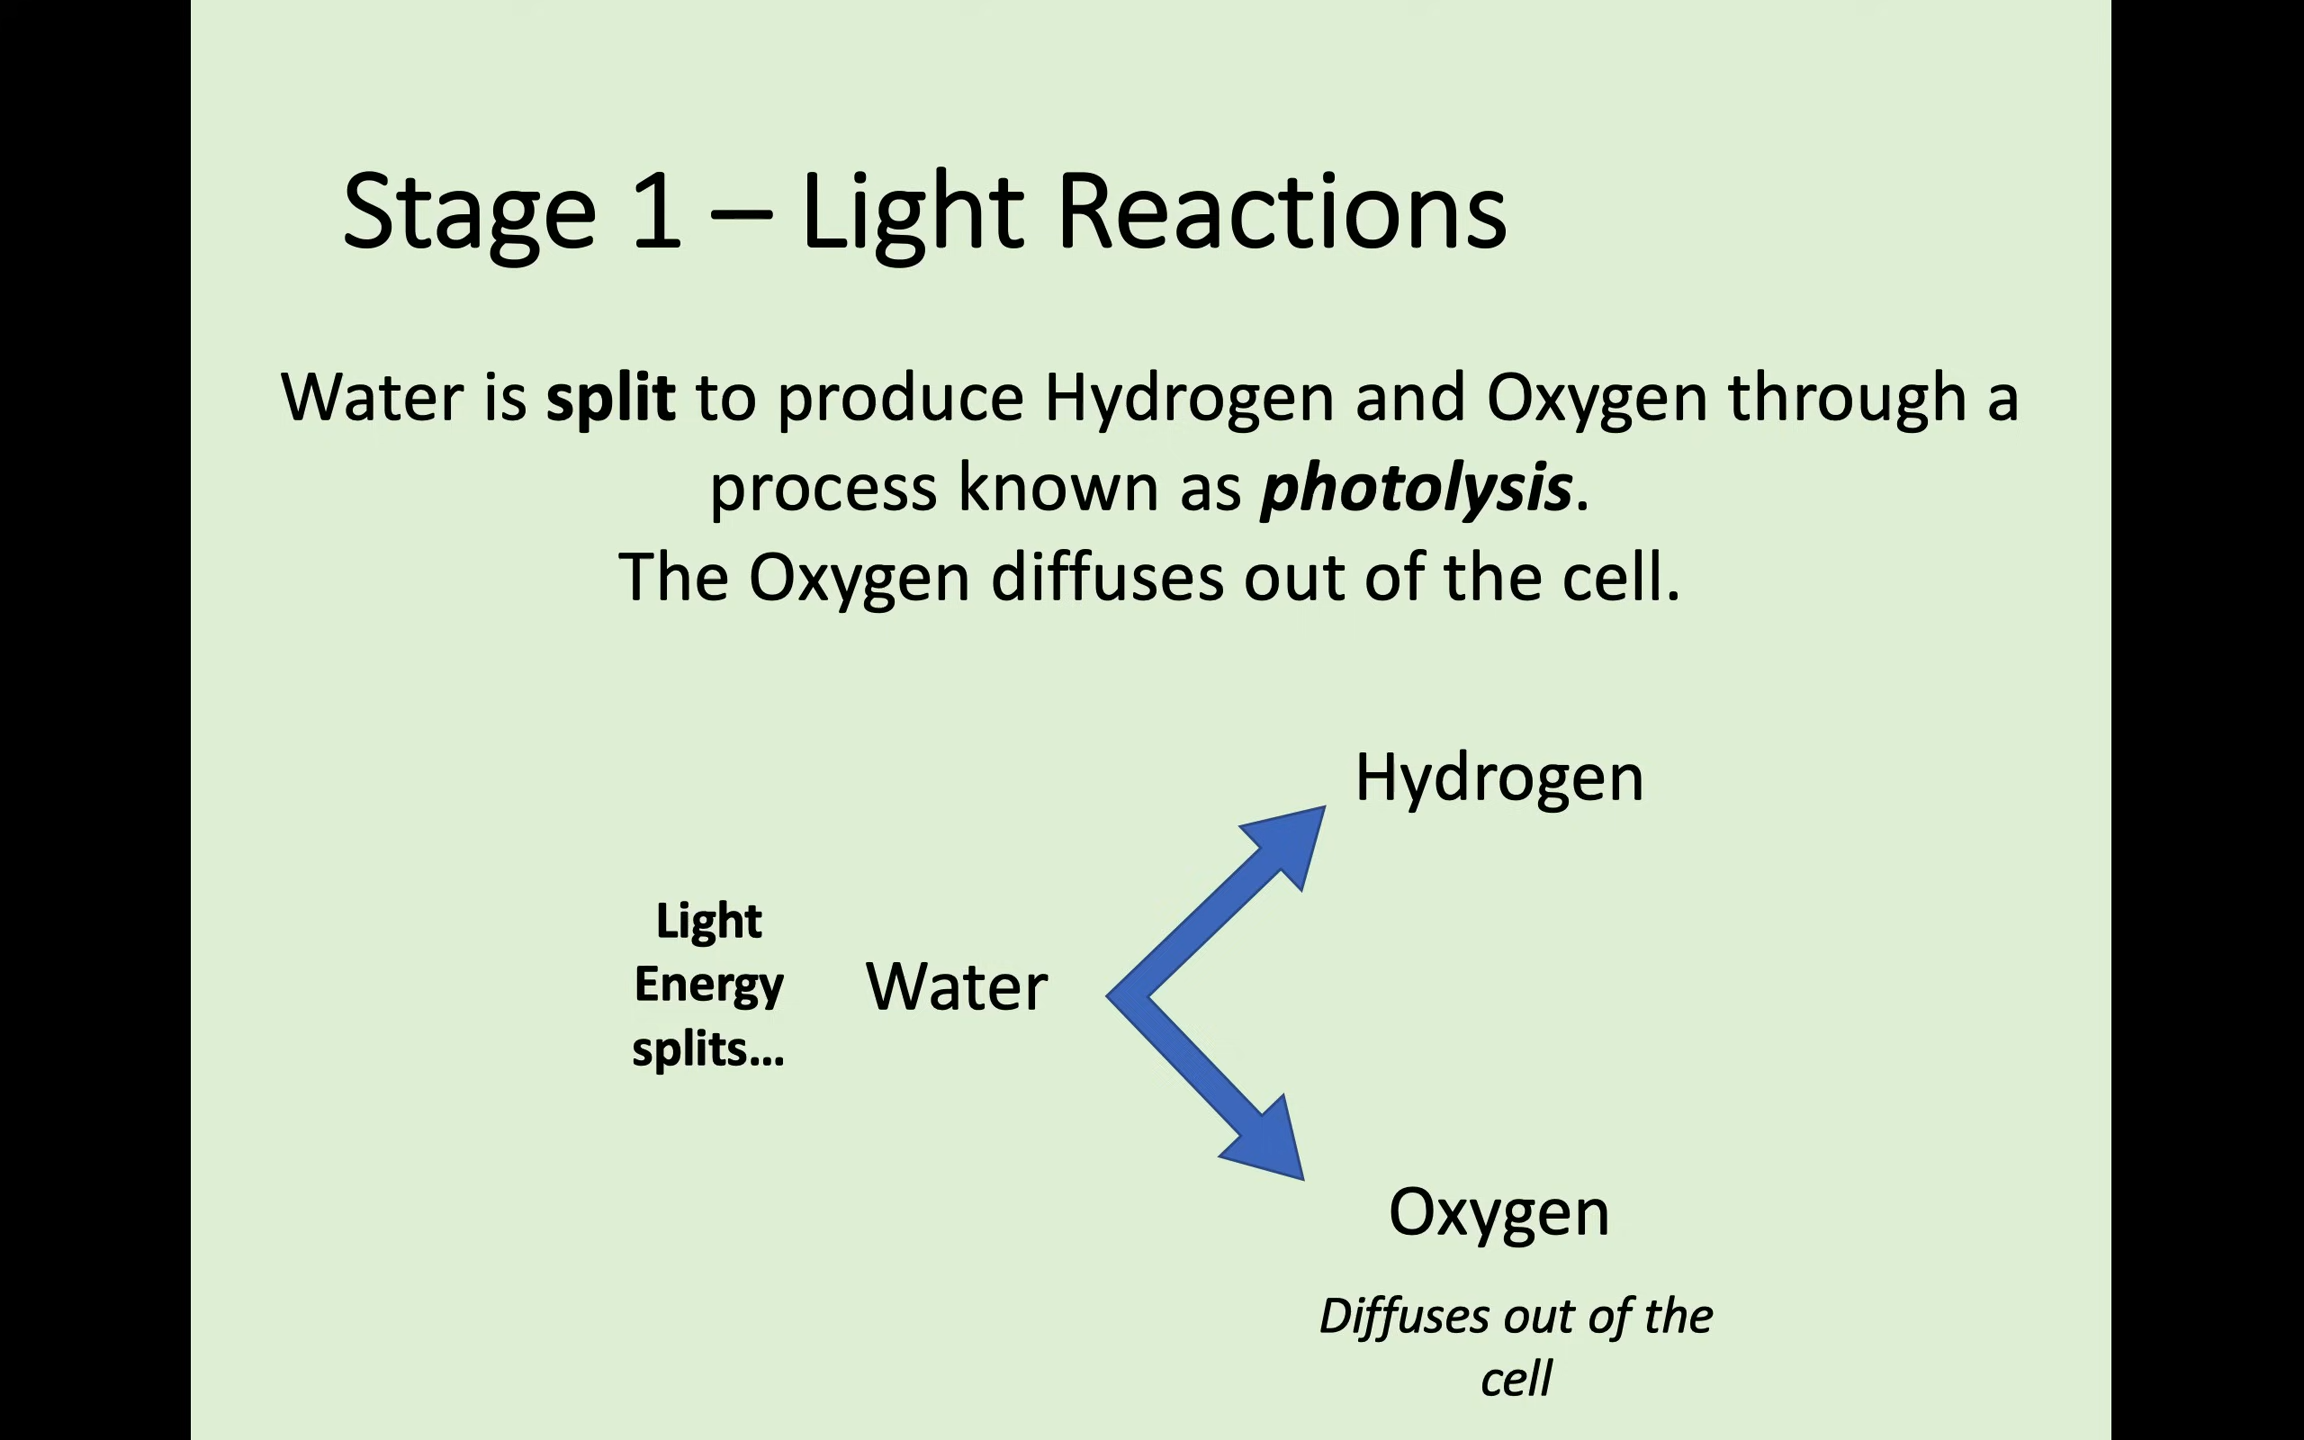 Stage 1 – Light Reactions
Water is split to produce Hydrogen and Oxygen through a
process known as photolysis.
The Oxygen diffuses out of the cell.
Hydrogen
Light
Energy
splits...
Water
Oxygen
Diffuses out of the
cell